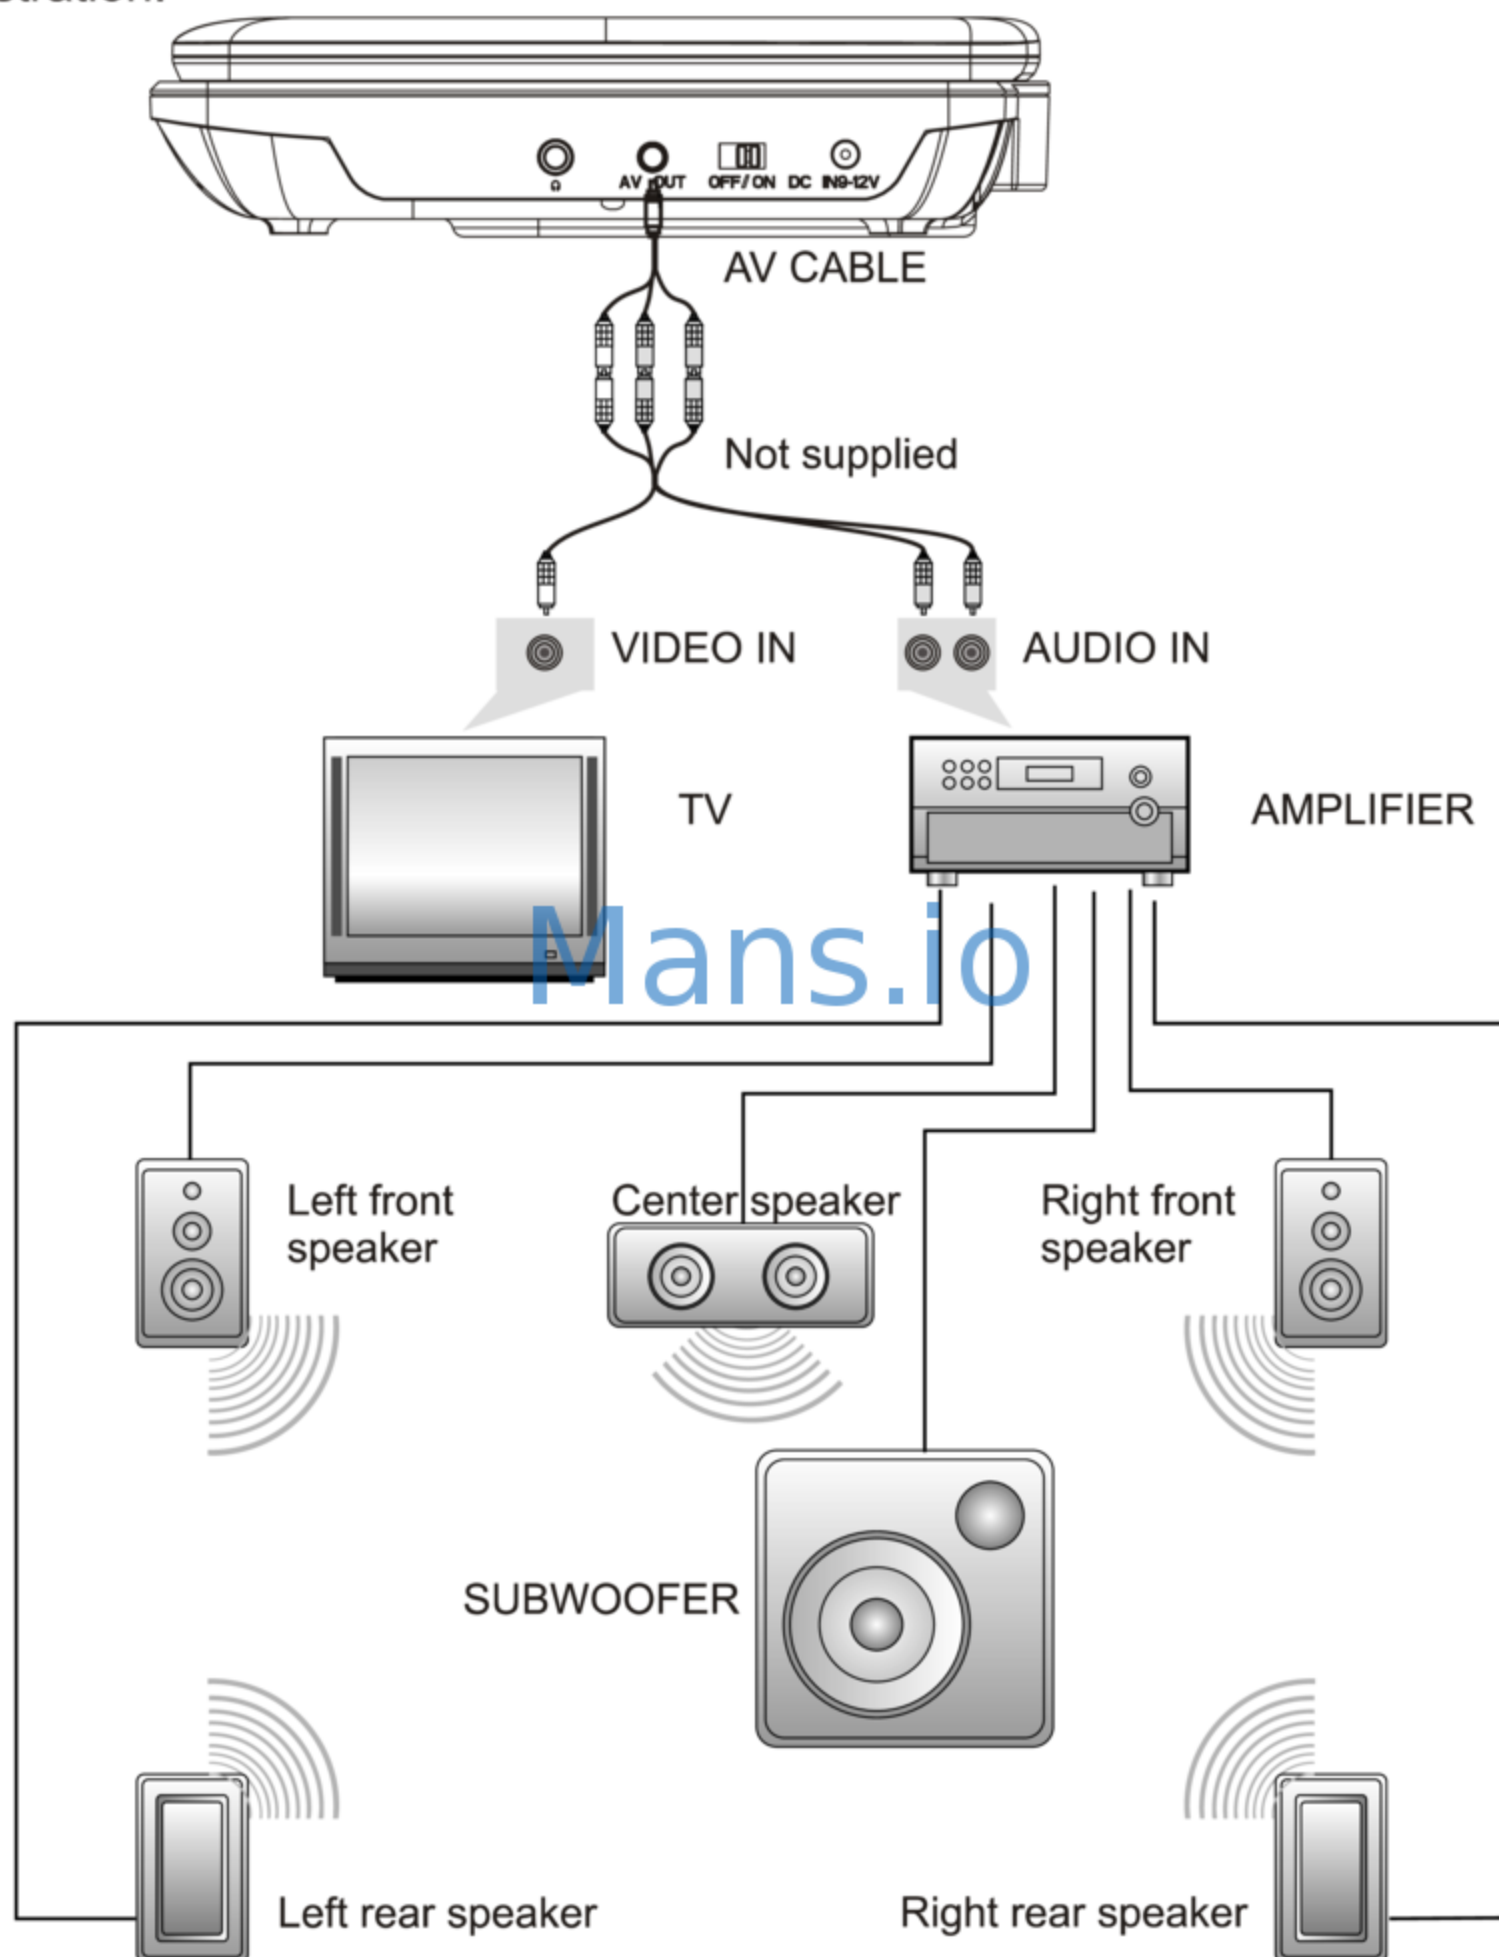 AV OUT OFF/ON DC IN9-12V
AV CABLE
Not supplied
VIDEO IN AUDIO IN
TV AMPLIFIER
Mans.io
Left front
speaker
Center speaker
Right front
speaker
SUBWOOFER
Left rear speaker
Right rear speaker